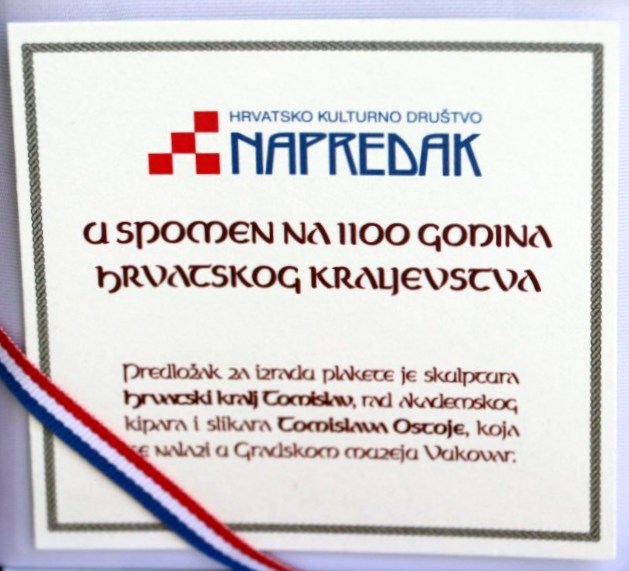 HRVATSKO KULTURNO DRUŠTVO
NAPREDAK
U SPOMEN NA 1100 GODINA
HRVATSKOG KRALJEVSTVA
Predložak za izradu plakete je skulptura
hrvatski kralj Tomislav, rad akademskog
kipara i slikara Tomislava Ostoje, koja
se nalazi u Gradskom muzeju Vukovar.